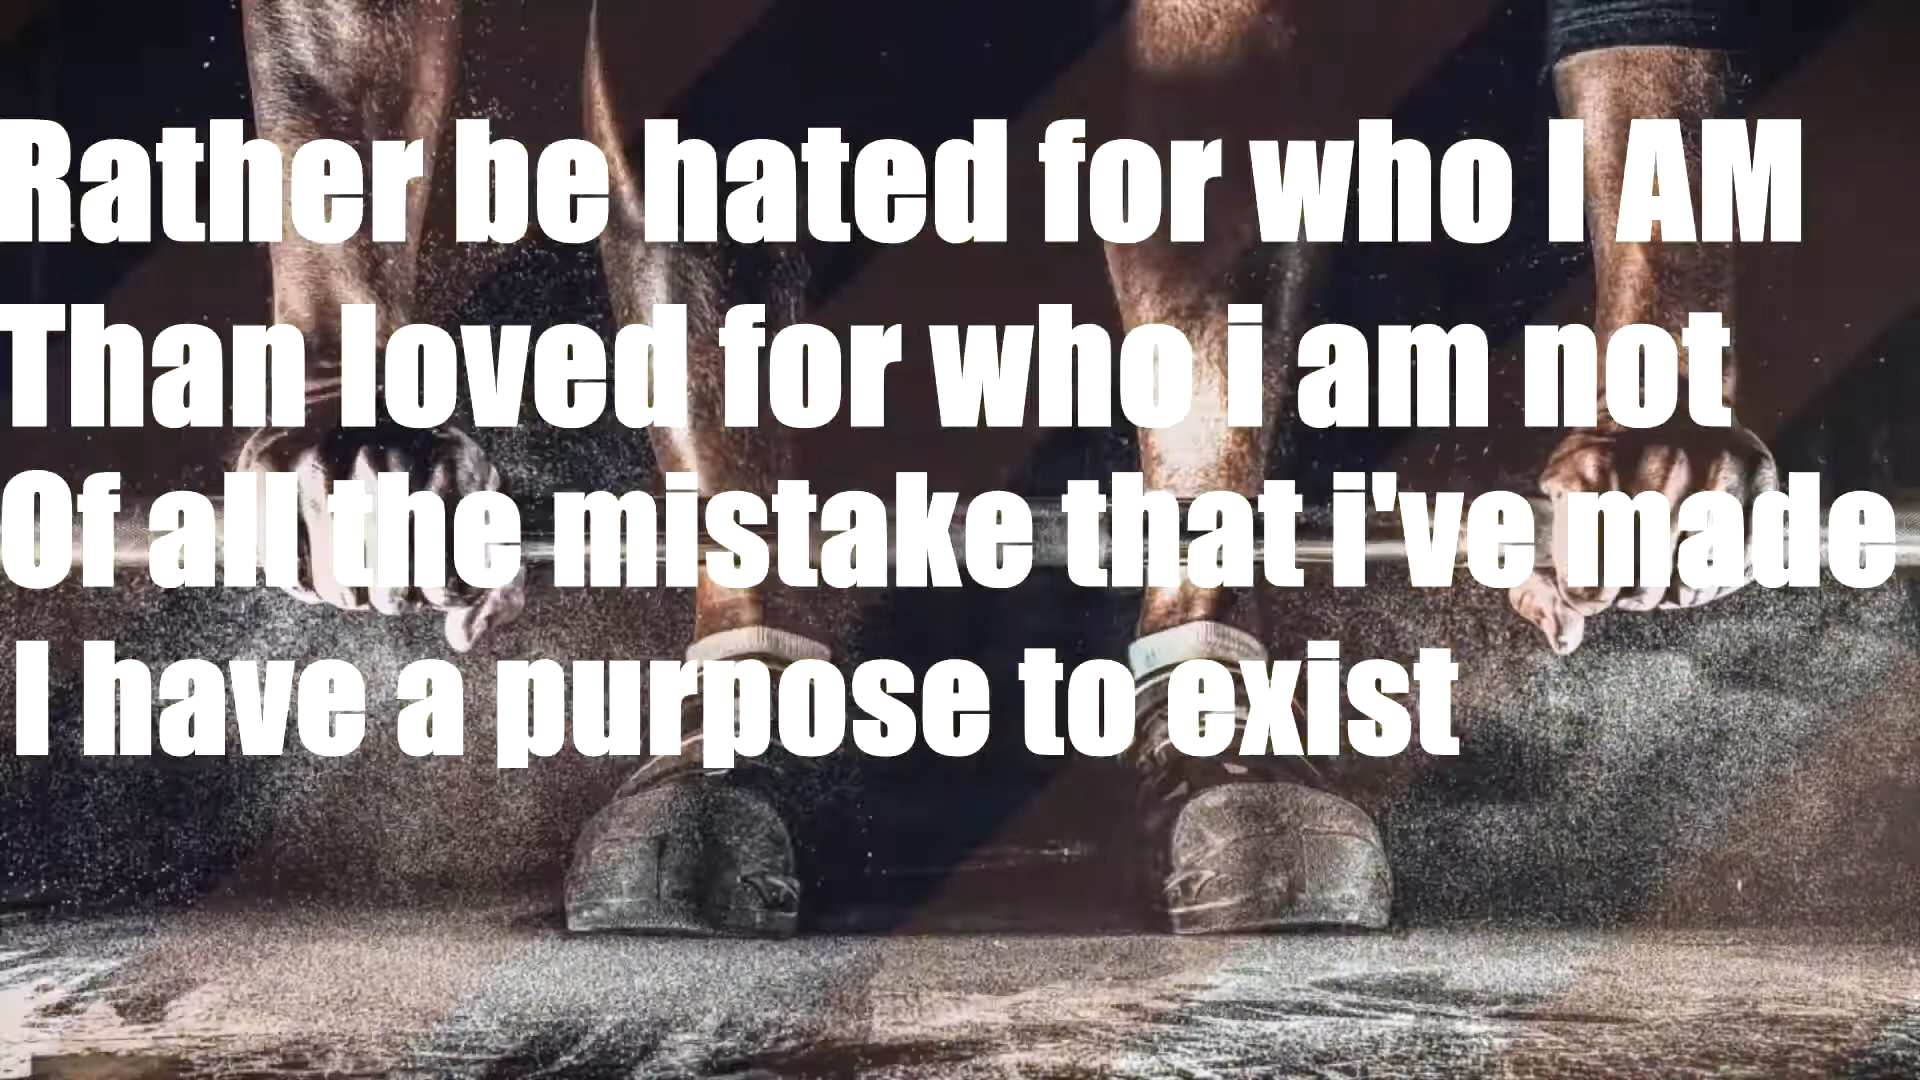 Rather be hated for who I AM
Than loved for who i am not
Of all the mistake that i've made
I have a purpose to exist